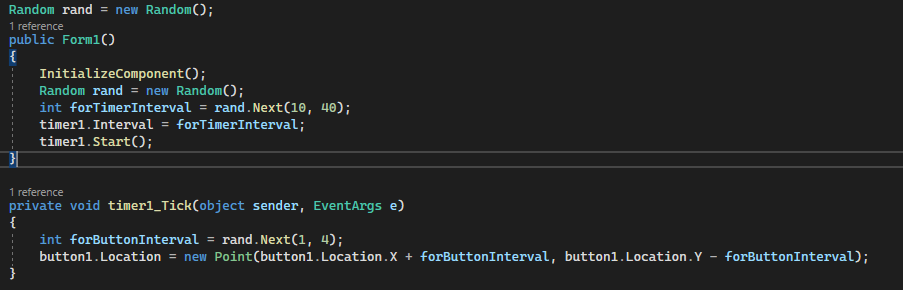 Random rand = new Random();
1 reference
public Form1()
{
InitializeComponent();
Random rand = new Random();
int forTimerInterval = rand.Next(10, 40);
timer1.Interval = forTimerInterval;
timer1.Start();
}
1 reference
private void timer1_Tick(object sender, EventArgs e)
{
int forButtonInterval = rand.Next(1, 4);
button1.Location = new Point(button1.Location.X + forButtonInterval, button1.Location.Y - forButtonInterval);
}